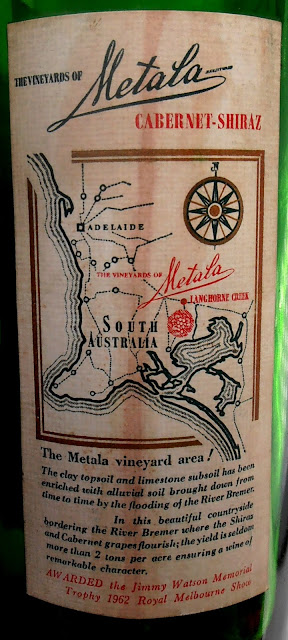 THE VINEYARDS OF Metala
CABERNET-SHIRAZ
N
ADELAIDE
THE VINEYARDS OF Metala
LANGHORNE CREEK
SOUTH
AUSTRALIA
The Metala vineyard area!
The clay topsoil and limestone subsoil has been
enriched with alluvial soil brought down from
time to time by the flooding of the River Bremer.
In this beautiful countryside
bordering the River Bremer where the Shiraz
and Cabernet grapes flourish; the yield is seldom
more than 2 tons per acre ensuring a wine of
remarkable character.
AWARDED the Jimmy Watson Memorial
Trophy 1962 Royal Melbourne Show